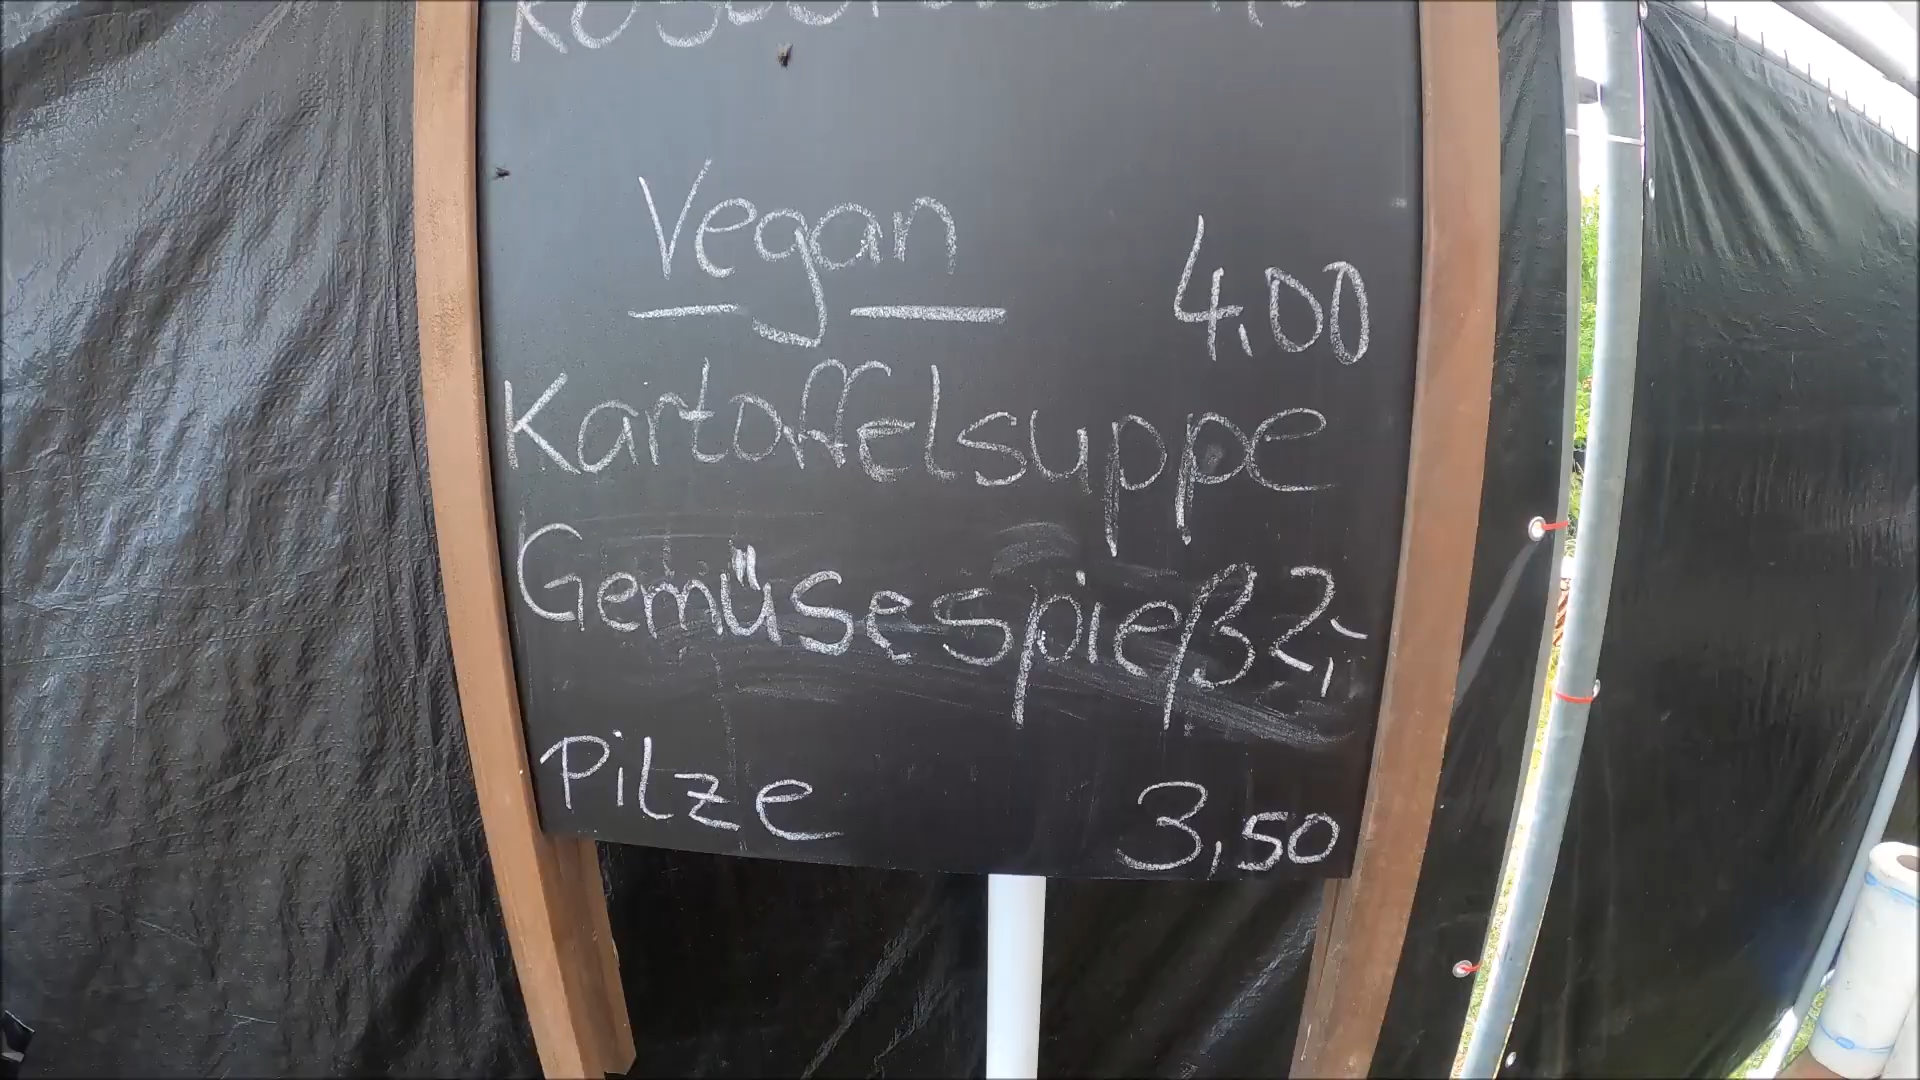 Vegan
4,00
Kartoffelsuppe
Gemüsespieß 2,-
Pilze 3,50